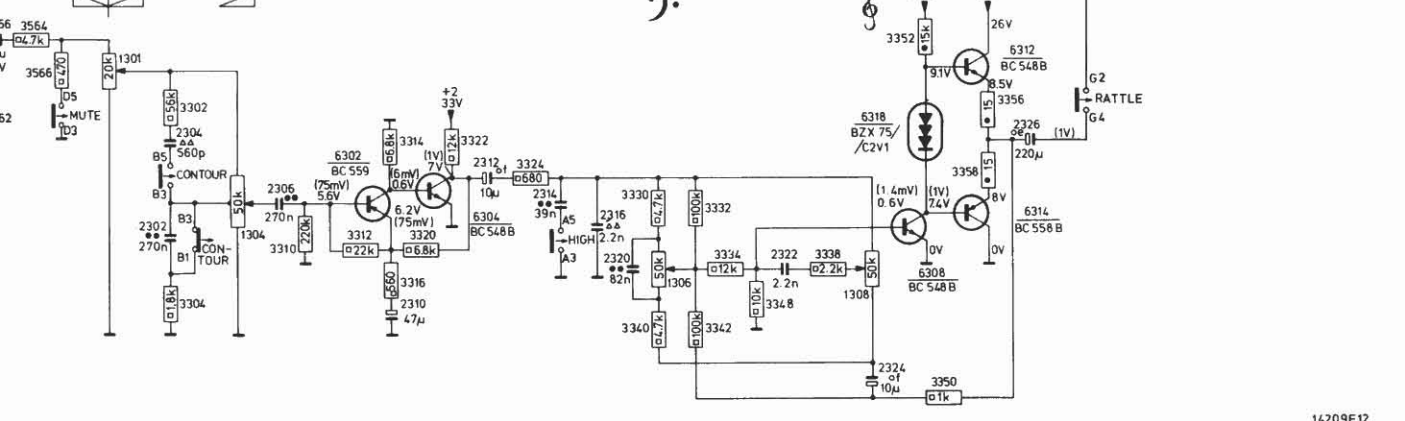 56
3564
4.7k
u
V
62
3566
470
D5
MUTE
D3
1301
20k
56k
3302
2304
560p
B5
CONTOUR
B3
2302
270n
B3
CON-
TOUR
B1
1.8k
3304
50k
1304
2306
270n
3310
220k
6302
BC 559
(75mV)
5.6V
6.8k
3314
(6mV)
0.6V
+2
33V
(1V)
7V
12k
3322
6.2V
(75mV)
3312
22k
3320
6.8k
560
3316
2310
47μ
6304
BC 548B
2312
of
10μ
3324
680
2314
39n
A5
HIGH
A3
2316
2.2n
3330
4.7k
2320
82n
50k
1306
3340
4.7k
100k
3332
100k
3342
3334
12k
10k
3348
2322
2.2n
3338
2.2k
50k
1308
2324
of
10μ
3350
1k
3352
15k
9.1V
6318
BZX 75/
/C2V1
(1.4mV)
0.6V
(1V)
7.4V
0V
6308
BC 548B
26V
6312
BC 548B
8.5V
15
3356
3358
15
8V
6314
BC 558B
0V
2326
oe
220μ
(1V)
G2
RATTLE
G4
14209E12